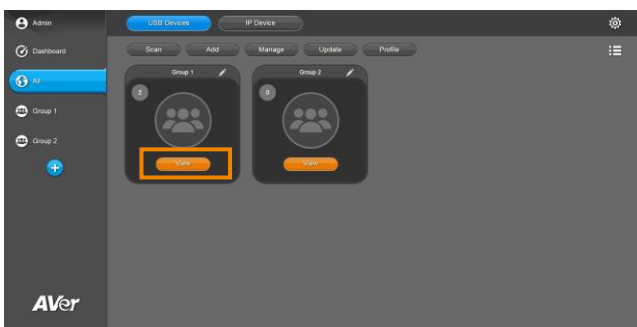 Admin
USB Devices
IP Device
Dashboard
Scan
Add
Manage
Update
Profile
All
Group 1
Group 2
2
0
Group 1
View
View
Group 2
AVer